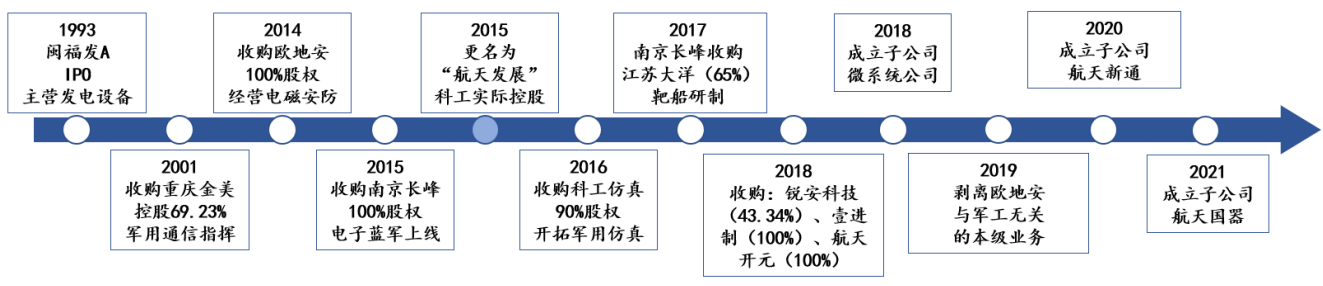 1993
闽福发A
IPO
主营发电设备
2001
收购重庆金美
控股69.23%
军用通信指挥
2014
收购欧地安
100%股权
经营电磁安防
2015
收购南京长峰
100%股权
电子蓝军上线
2015
更名为
“航天发展”
科工实际控股
2016
收购科工仿真
90%股权
开拓军用仿真
2017
南京长峰收购
江苏大洋（65%）
靶船研制
2018
收购：锐安科技
（43.34%）、壹进
制（100%）、航天
开元（100%）
2018
成立子公司
微系统公司
2019
剥离欧地安
与军工无关
的本级业务
2020
成立子公司
航天新通
2021
成立子公司
航天国器